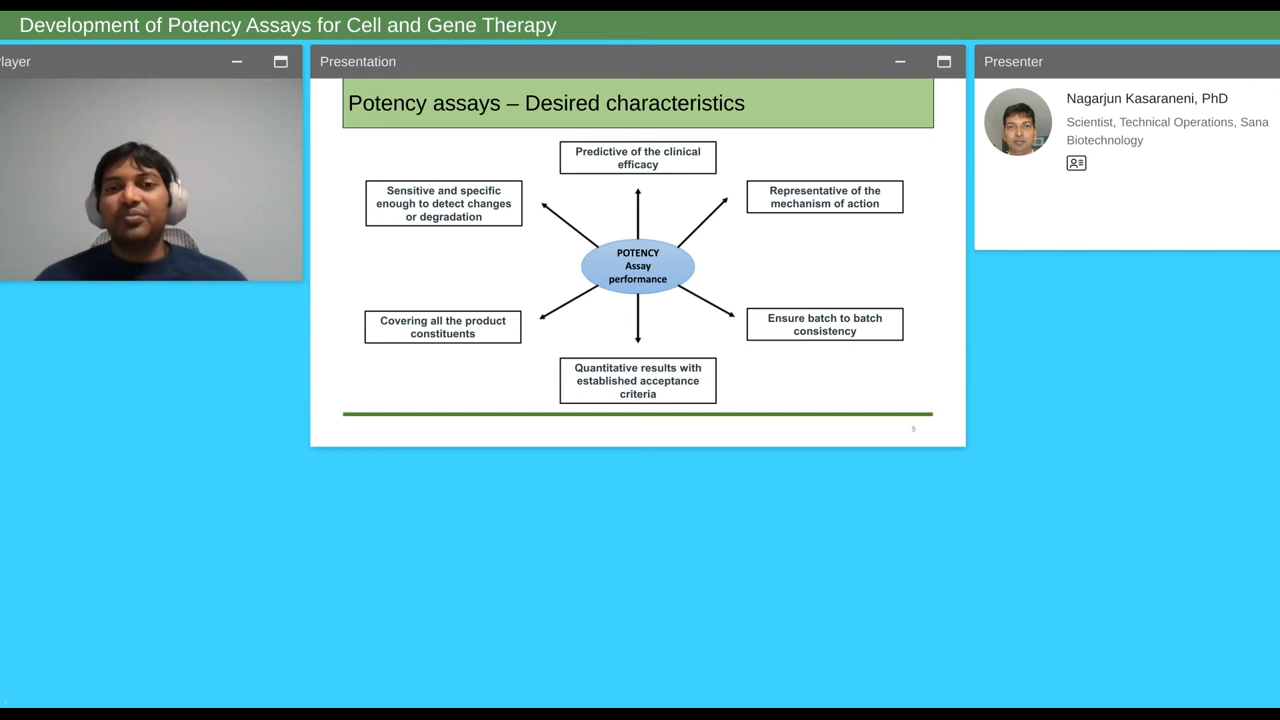 Development of Potency Assays for Cell and Gene Therapy
layer
Presentation
Presenter
Potency assays – Desired characteristics
Predictive of the clinical
efficacy
Sensitive and specific
enough to detect changes
or degradation
Representative of the
mechanism of action
POTENCY
Assay
performance
Covering all the product
constituents
Ensure batch to batch
consistency
Quantitative results with
established acceptance
criteria
9
Nagarjun Kasaraneni, PhD
Scientist, Technical Operations, Sana
Biotechnology